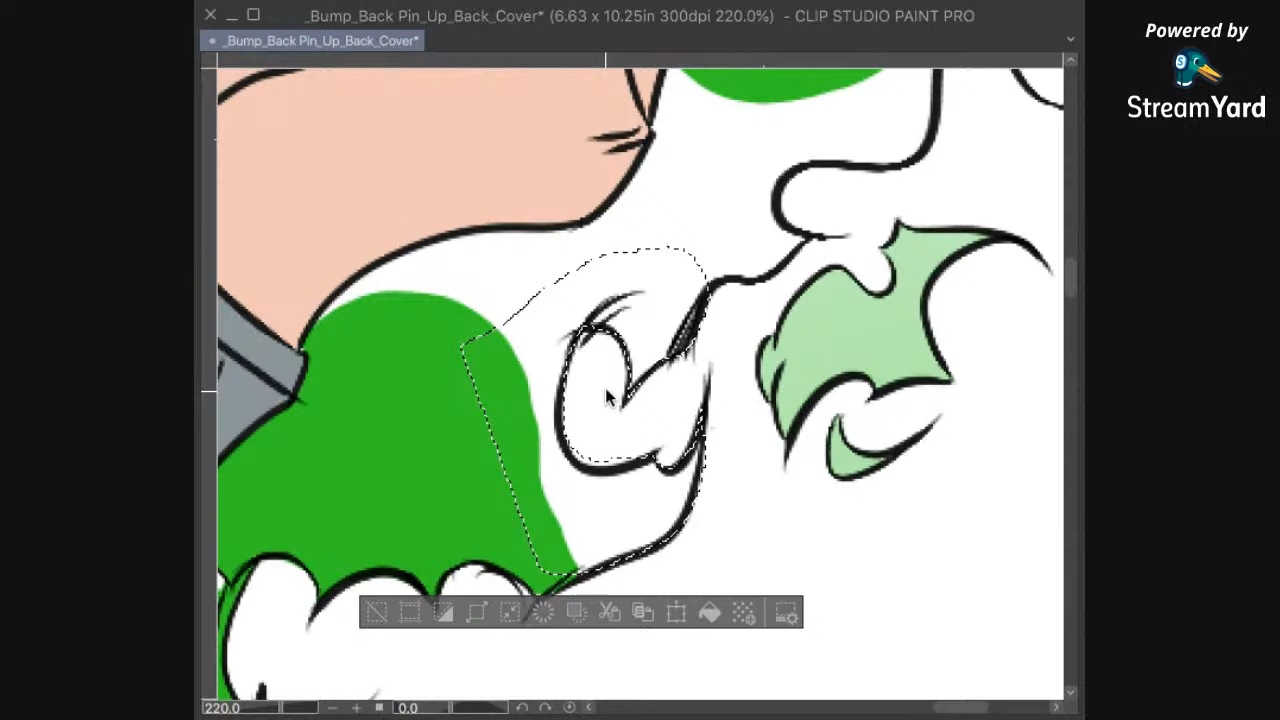 _Bump_Back Pin_Up_Back_Cover* (6.63 x 10.25in 300dpi 220.0%) - CLIP STUDIO PAINT PRO
_Bump_Back Pin_Up_Back_Cover*
Powered by
S
StreamYard
220.0
0.0